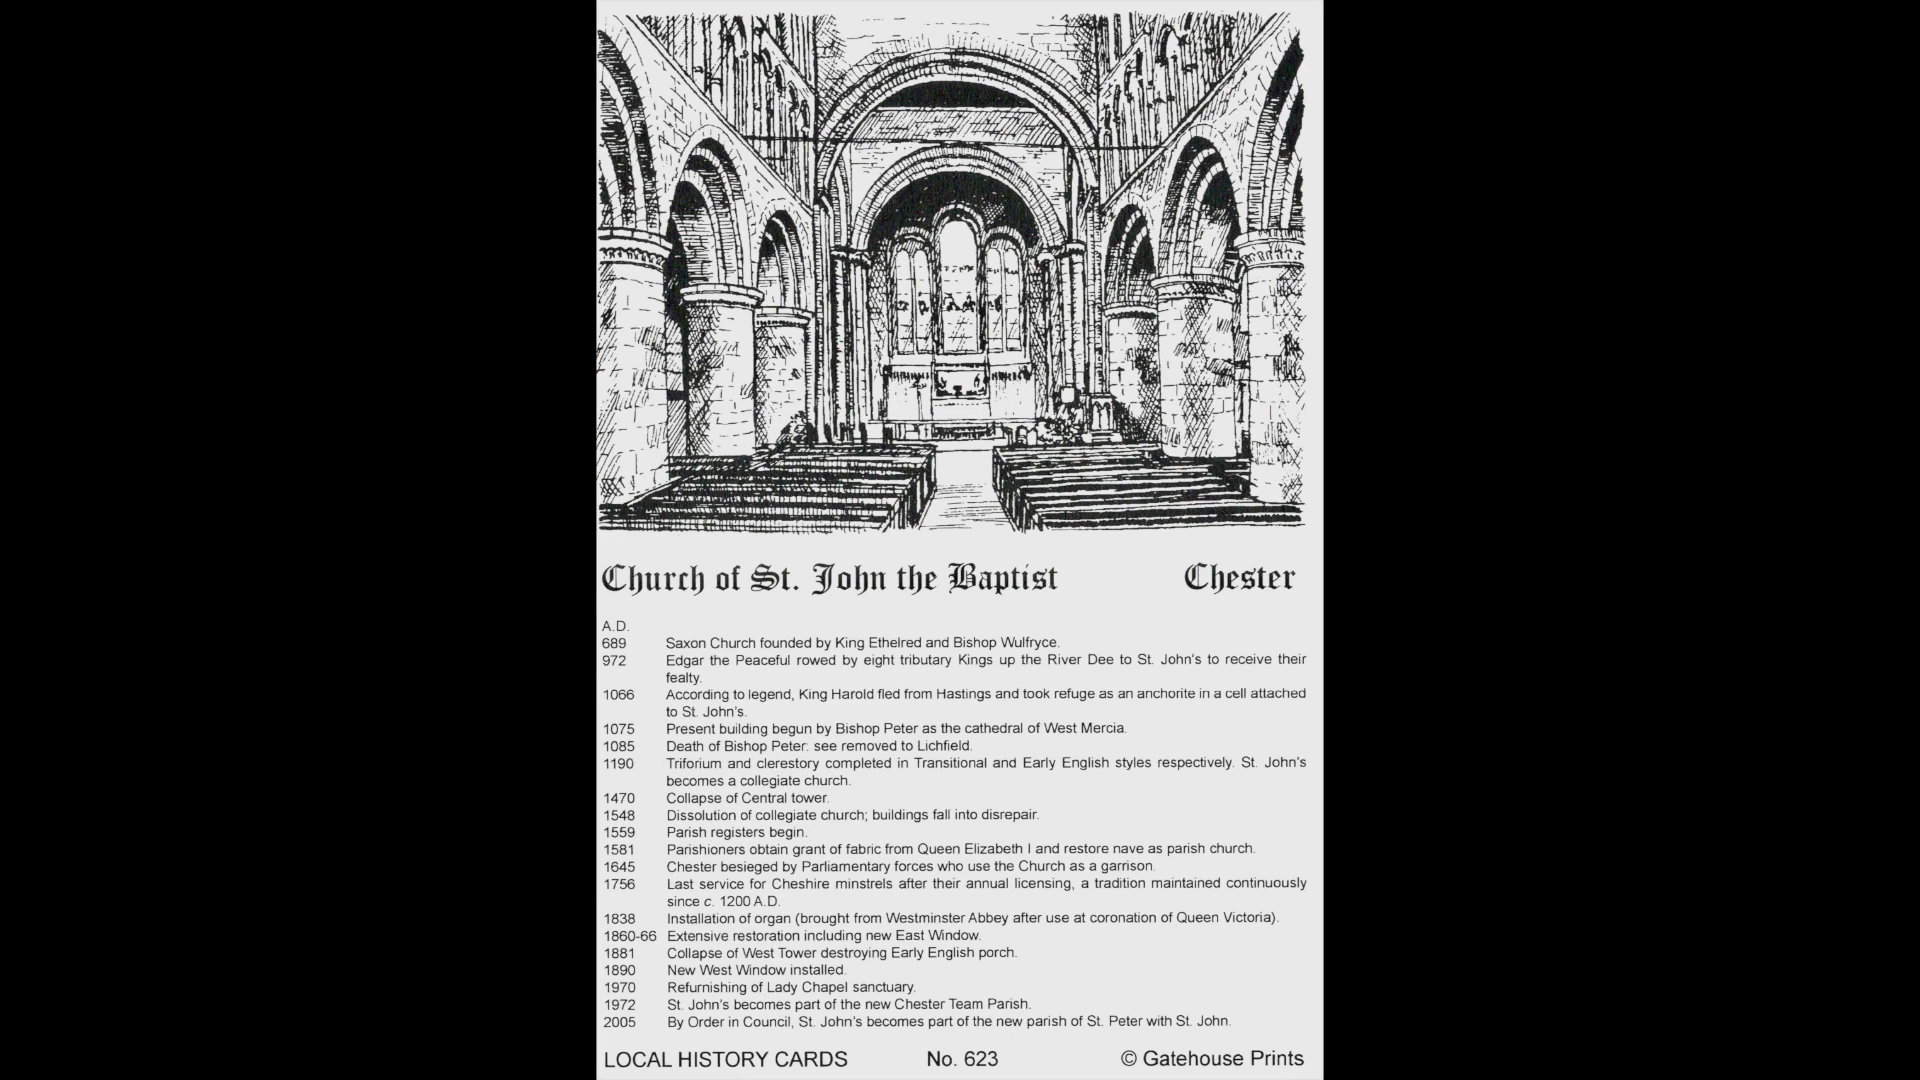 Church of St. John the Baptist Chester
A.D.
689 Saxon Church founded by King Ethelred and Bishop Wulfryce.
972 Edgar the Peaceful rowed by eight tributary Kings up the River Dee to St. John's to receive their
fealty.
1066 According to legend, King Harold fled from Hastings and took refuge as an anchorite in a cell attached
to St. John's.
1075 Present building begun by Bishop Peter as the cathedral of West Mercia.
1085 Death of Bishop Peter: see removed to Lichfield.
1190 Triforium and clerestory completed in Transitional and Early English styles respectively. St. John's
becomes a collegiate church.
1470 Collapse of Central tower.
1548 Dissolution of collegiate church; buildings fall into disrepair.
1559 Parish registers begin.
1581 Parishioners obtain grant of fabric from Queen Elizabeth I and restore nave as parish church.
1645 Chester besieged by Parliamentary forces who use the Church as a garrison.
1756 Last service for Cheshire minstrels after their annual licensing, a tradition maintained continuously
since c. 1200 A.D.
1838 Installation of organ (brought from Westminster Abbey after use at coronation of Queen Victoria).
1860-66 Extensive restoration including new East Window.
1881 Collapse of West Tower destroying Early English porch.
1890 New West Window installed.
1970 Refurnishing of Lady Chapel sanctuary.
1972 St. John's becomes part of the new Chester Team Parish.
2005 By Order in Council, St. John's becomes part of the new parish of St. Peter with St. John.
LOCAL HISTORY CARDS No. 623 © Gatehouse Prints